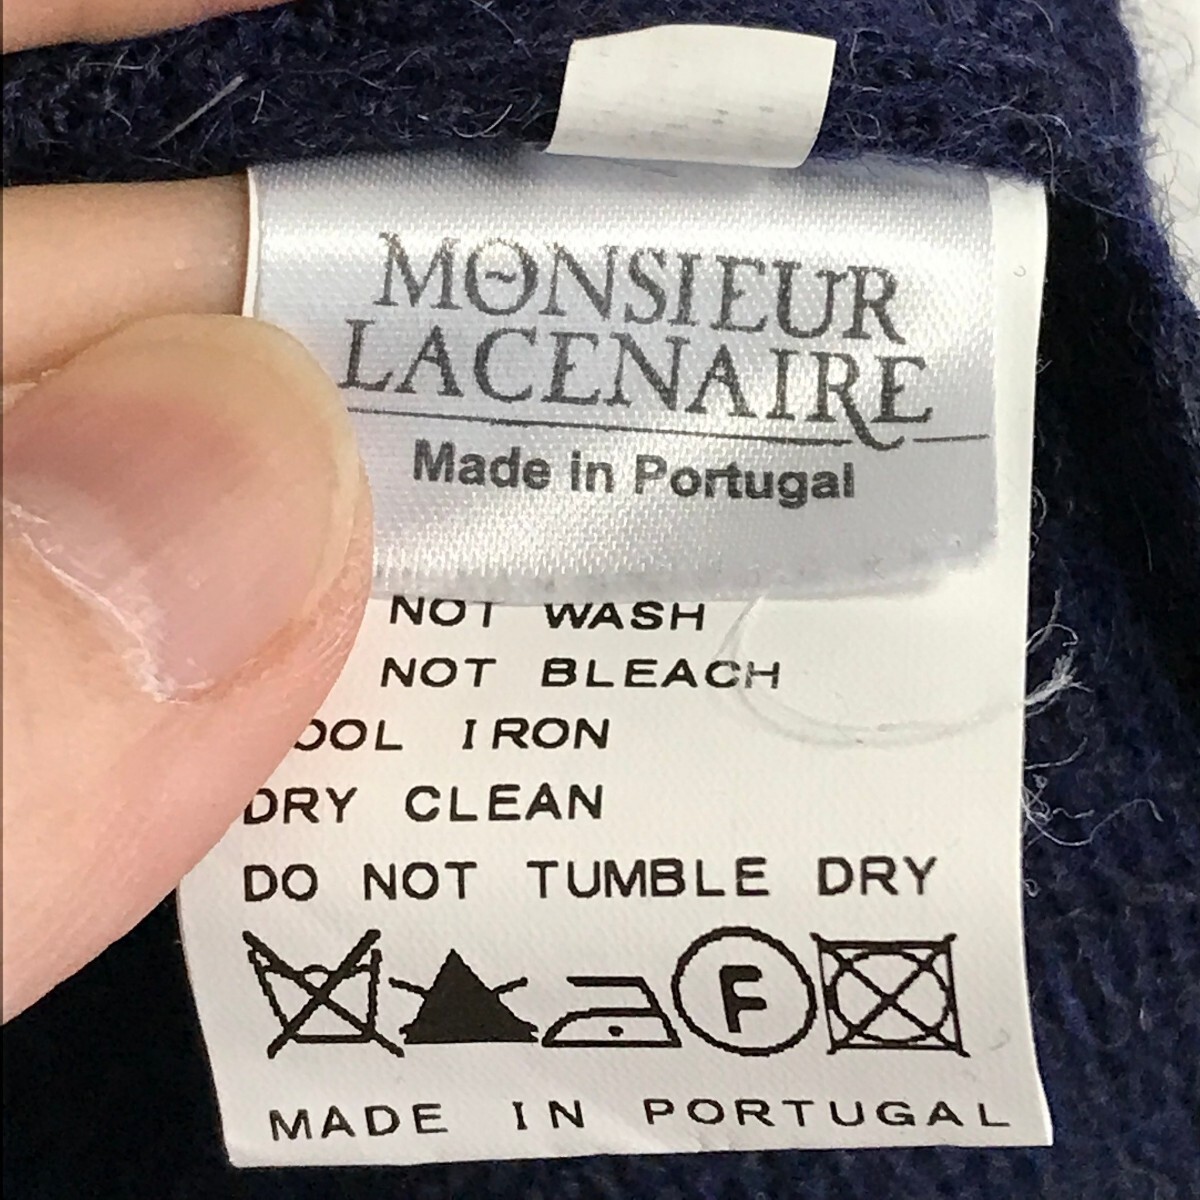 MONSIEUR
LACENAIRE
Made in Portugal
NOT WASH
NOT BLEACH
OOL IRON
DRY CLEAN
DO NOT TUMBLE DRY
F
MADE IN PORTUGAL